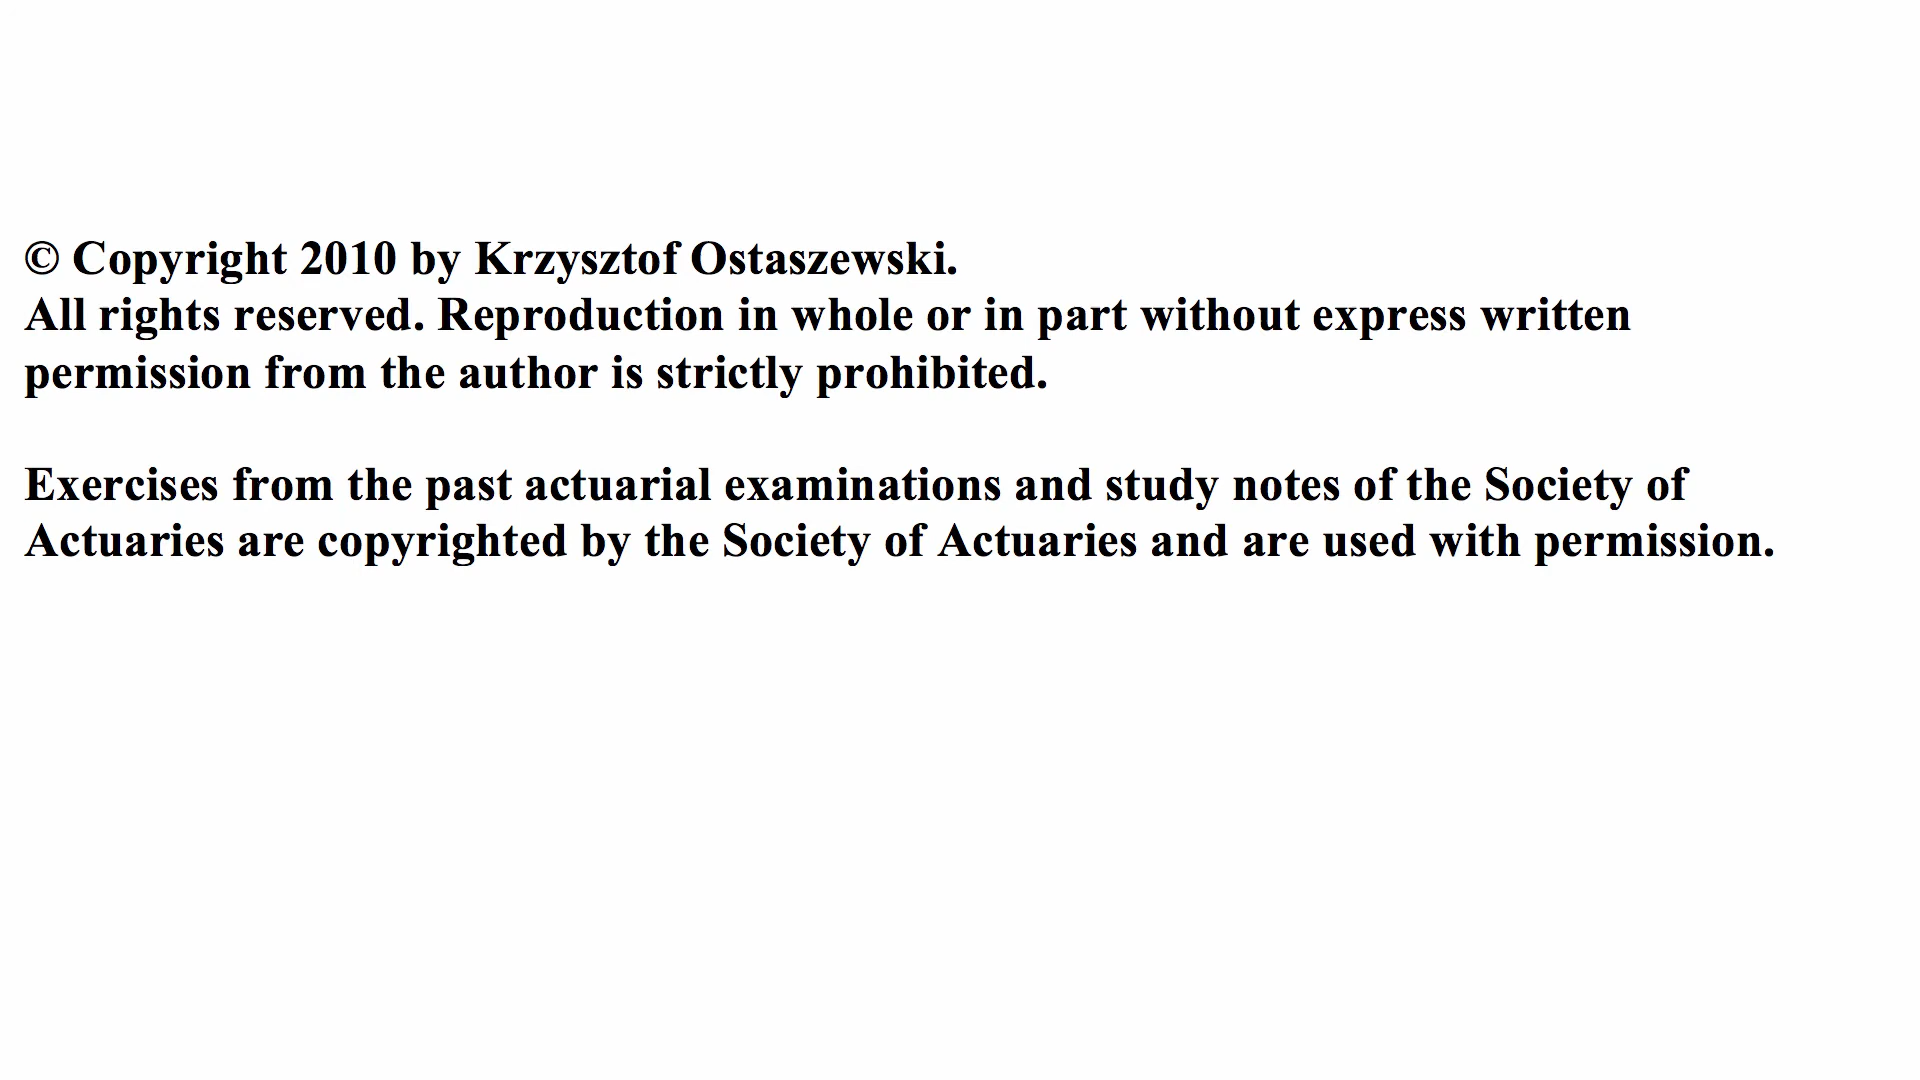 © Copyright 2010 by Krzysztof Ostaszewski.
All rights reserved. Reproduction in whole or in part without express written
permission from the author is strictly prohibited.
Exercises from the past actuarial examinations and study notes of the Society of
Actuaries are copyrighted by the Society of Actuaries and are used with permission.